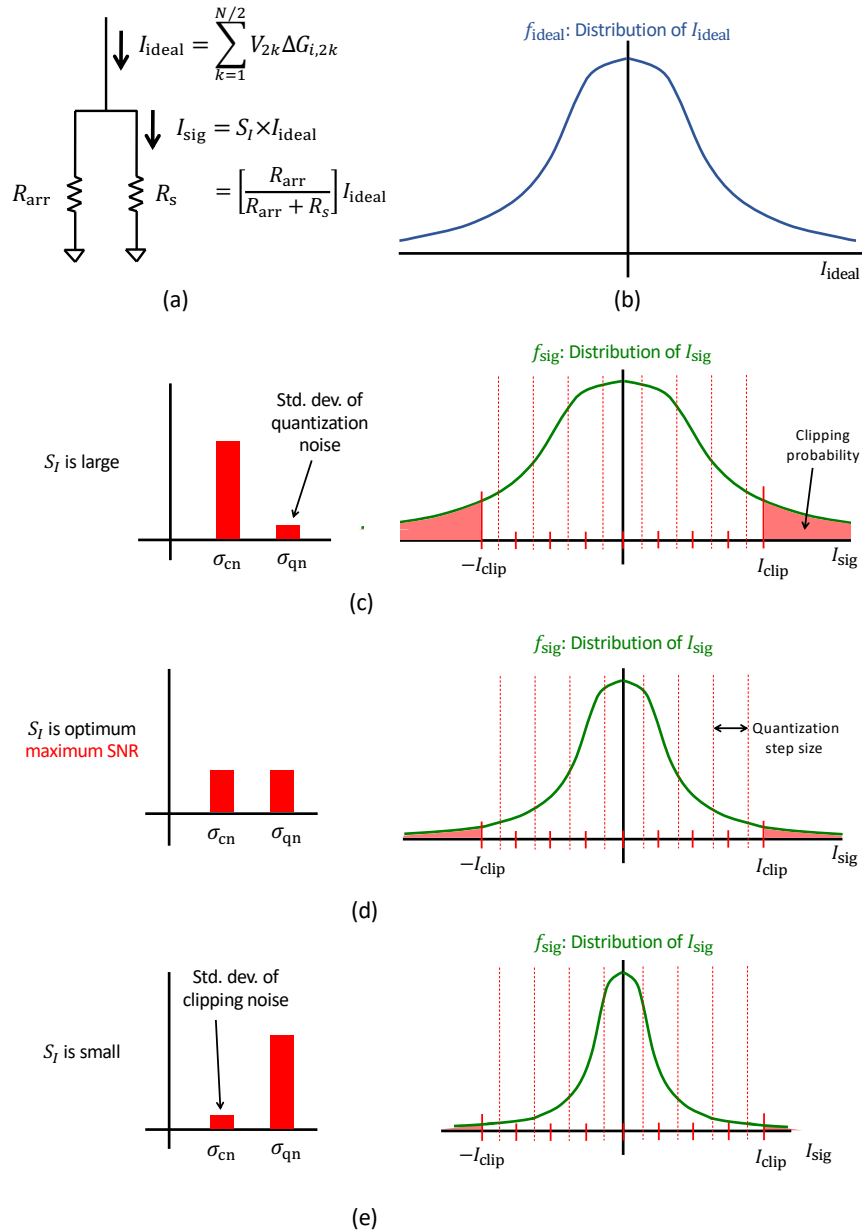 I_ideal = ∑_{k=1}^{N/2} V_{2k} ΔG_{i,2k}
I_sig = S_I × I_ideal
= [R_arr / (R_arr + R_s)] I_ideal
R_arr
R_s
(a)
f_ideal: Distribution of I_ideal
I_ideal
(b)
S_I is large
Std. dev. of
quantization
noise
σ_cn
σ_qn
f_sig: Distribution of I_sig
Clipping
probability
−I_clip
I_clip
I_sig
(c)
S_I is optimum
maximum SNR
σ_cn
σ_qn
f_sig: Distribution of I_sig
Quantization
step size
−I_clip
I_clip
I_sig
(d)
S_I is small
Std. dev. of
clipping noise
σ_cn
σ_qn
f_sig: Distribution of I_sig
−I_clip
I_clip
I_sig
(e)